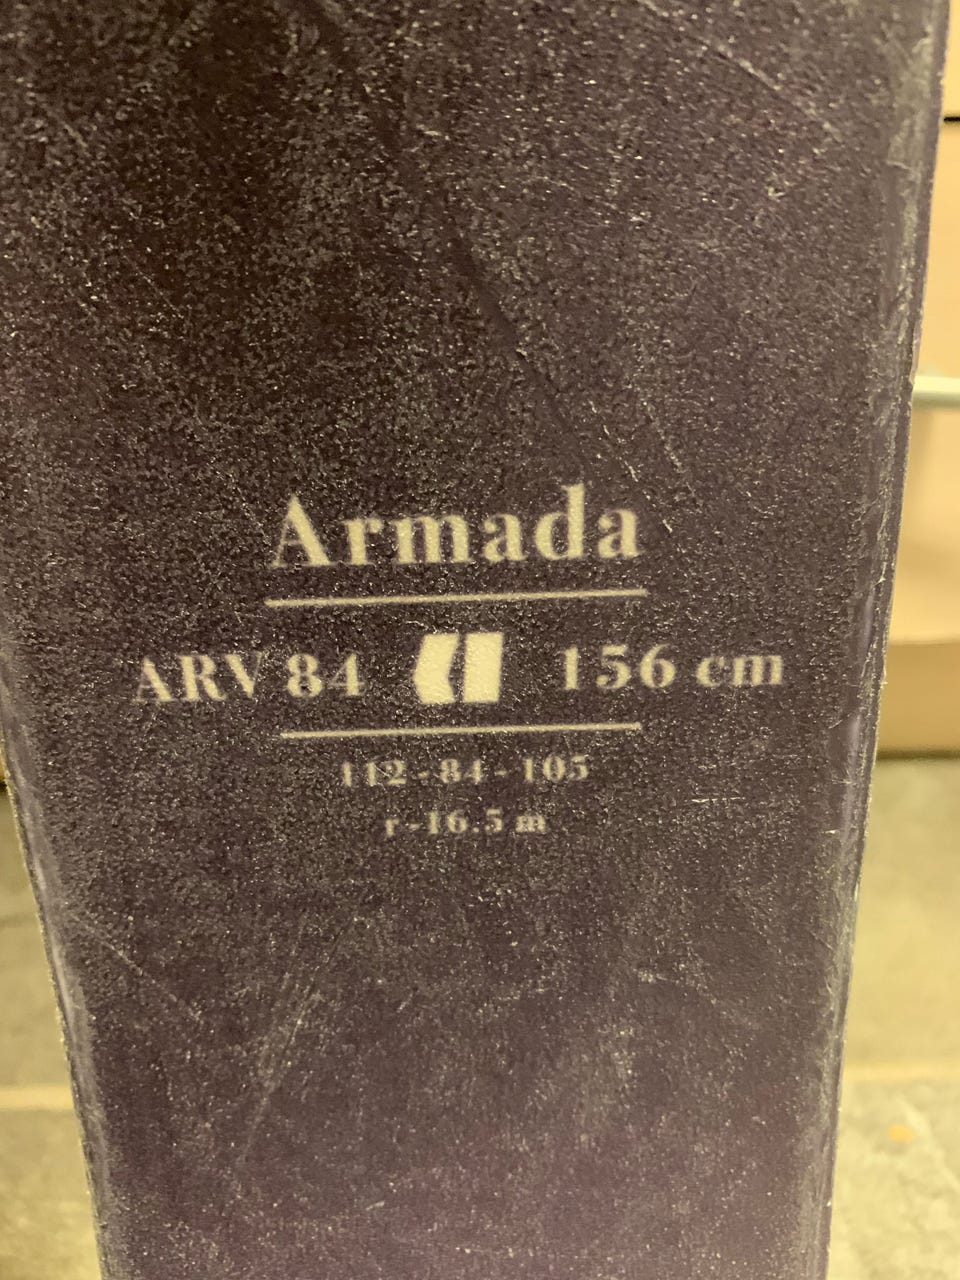 Armada
ARV 84 156 cm
112-84-105
r-16.5 m